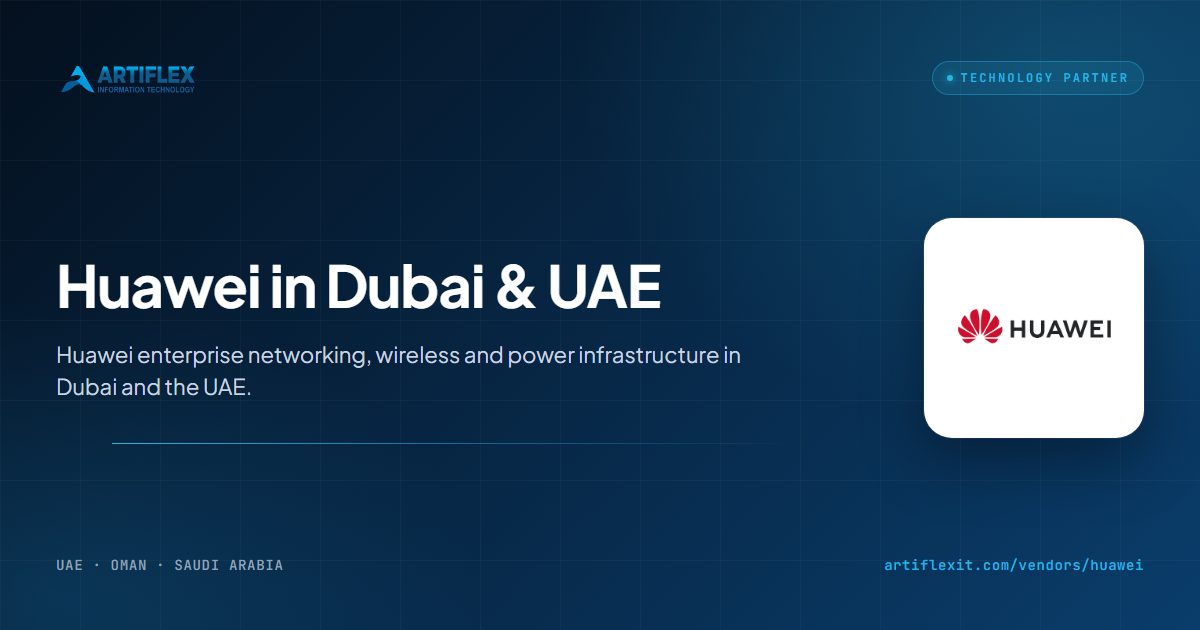 ARTIFLEX
INFORMATION TECHNOLOGY
TECHNOLOGY PARTNER
Huawei in Dubai & UAE
Huawei enterprise networking, wireless and power infrastructure in
Dubai and the UAE.
HUAWEI
UAE · OMAN · SAUDI ARABIA
artiflexit.com/vendors/huawei